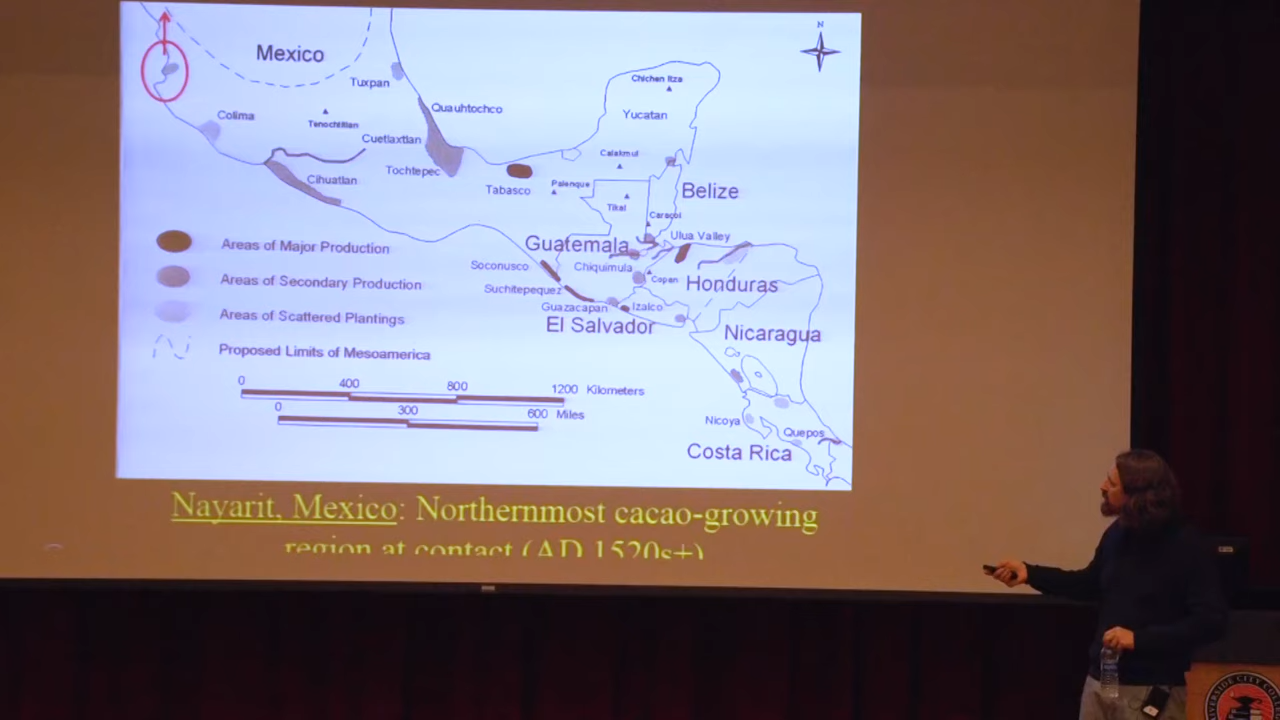 N
Mexico
Tuxpan
Chichen Itza
Quauhtochco
Yucatan
Colima
Tenochtitlan
Cuetlaxtlan
Calakmul
Tochtepec
Cihuatlan
Tabasco
Palenque
Belize
Tikal
Caracol
Ulua Valley
Areas of Major Production
Guatemala
Soconusco
Chiquimula
Copan
Honduras
Areas of Secondary Production
Suchitepequez
Guazacapan
Izalco
Areas of Scattered Plantings
El Salvador
Nicaragua
Proposed Limits of Mesoamerica
0 400 800 1200 Kilometers
0 300 600 Miles
Nicoya
Quepos
Costa Rica
Nayarit, Mexico: Northernmost cacao-growing
region at contact (AD 1520s+)
RIVERSIDE CITY COLLE